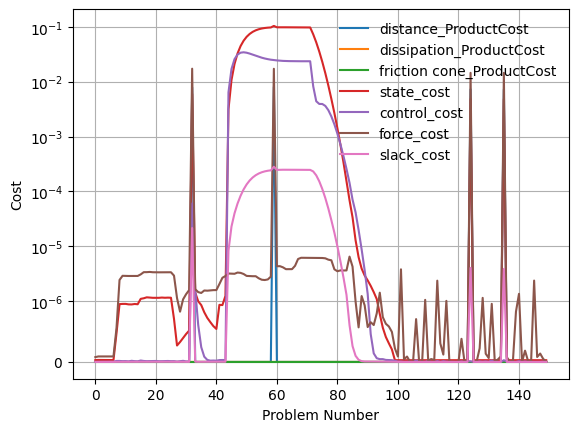 distance_ProductCost
dissipation_ProductCost
friction cone_ProductCost
state_cost
control_cost
force_cost
slack_cost
Cost
10⁻¹
10⁻²
10⁻³
10⁻⁴
10⁻⁵
10⁻⁶
0
0 20 40 60 80 100 120 140
Problem Number